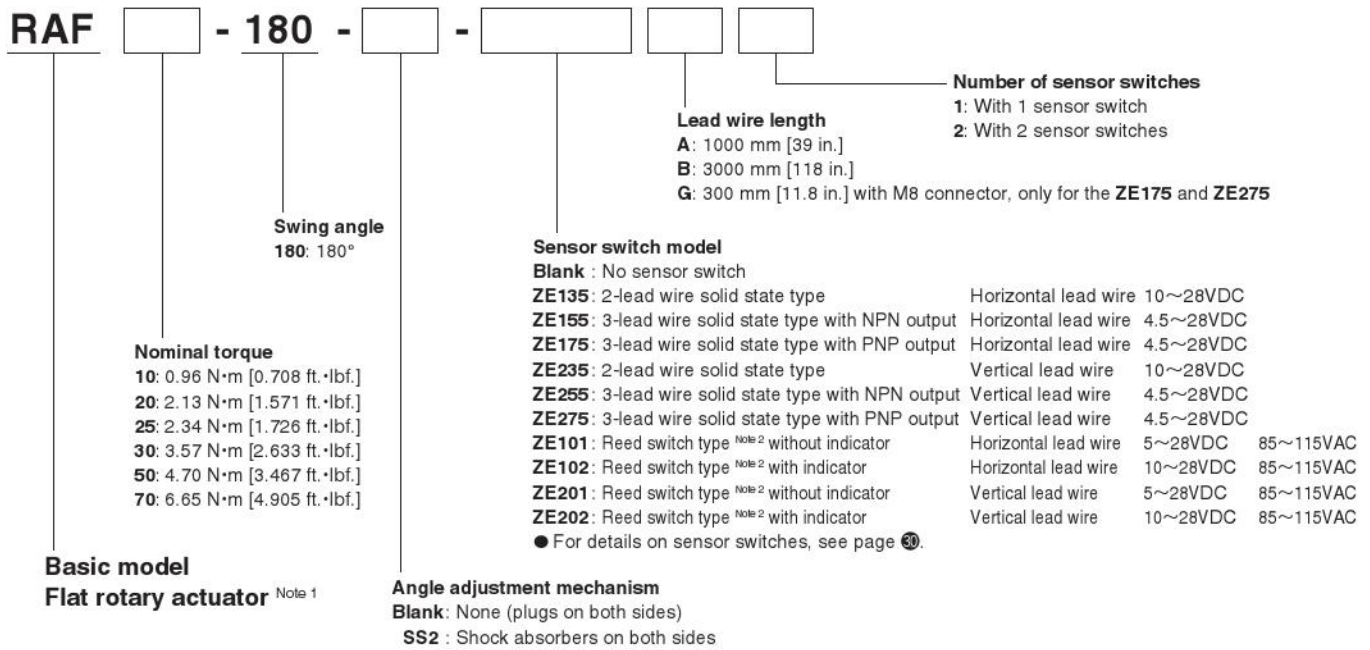 RAF - 180 - -
Number of sensor switches
1: With 1 sensor switch
2: With 2 sensor switches
Lead wire length
A: 1000 mm [39 in.]
B: 3000 mm [118 in.]
G: 300 mm [11.8 in.] with M8 connector, only for the ZE175 and ZE275
Swing angle
180: 180°
Sensor switch model
Blank : No sensor switch
ZE135: 2-lead wire solid state type Horizontal lead wire 10～28VDC
ZE155: 3-lead wire solid state type with NPN output Horizontal lead wire 4.5～28VDC
ZE175: 3-lead wire solid state type with PNP output Horizontal lead wire 4.5～28VDC
ZE235: 2-lead wire solid state type Vertical lead wire 10～28VDC
ZE255: 3-lead wire solid state type with NPN output Vertical lead wire 4.5～28VDC
ZE275: 3-lead wire solid state type with PNP output Vertical lead wire 4.5～28VDC
ZE101: Reed switch type Note 2 without indicator Horizontal lead wire 5～28VDC 85～115VAC
ZE102: Reed switch type Note 2 with indicator Horizontal lead wire 10～28VDC 85～115VAC
ZE201: Reed switch type Note 2 without indicator Vertical lead wire 5～28VDC 85～115VAC
ZE202: Reed switch type Note 2 with indicator Vertical lead wire 10～28VDC 85～115VAC
● For details on sensor switches, see page ㉚.
Nominal torque
10: 0.96 N･m [0.708 ft.･lbf.]
20: 2.13 N･m [1.571 ft.･lbf.]
25: 2.34 N･m [1.726 ft.･lbf.]
30: 3.57 N･m [2.633 ft.･lbf.]
50: 4.70 N･m [3.467 ft.･lbf.]
70: 6.65 N･m [4.905 ft.･lbf.]
Basic model
Flat rotary actuator Note 1
Angle adjustment mechanism
Blank: None (plugs on both sides)
SS2 : Shock absorbers on both sides